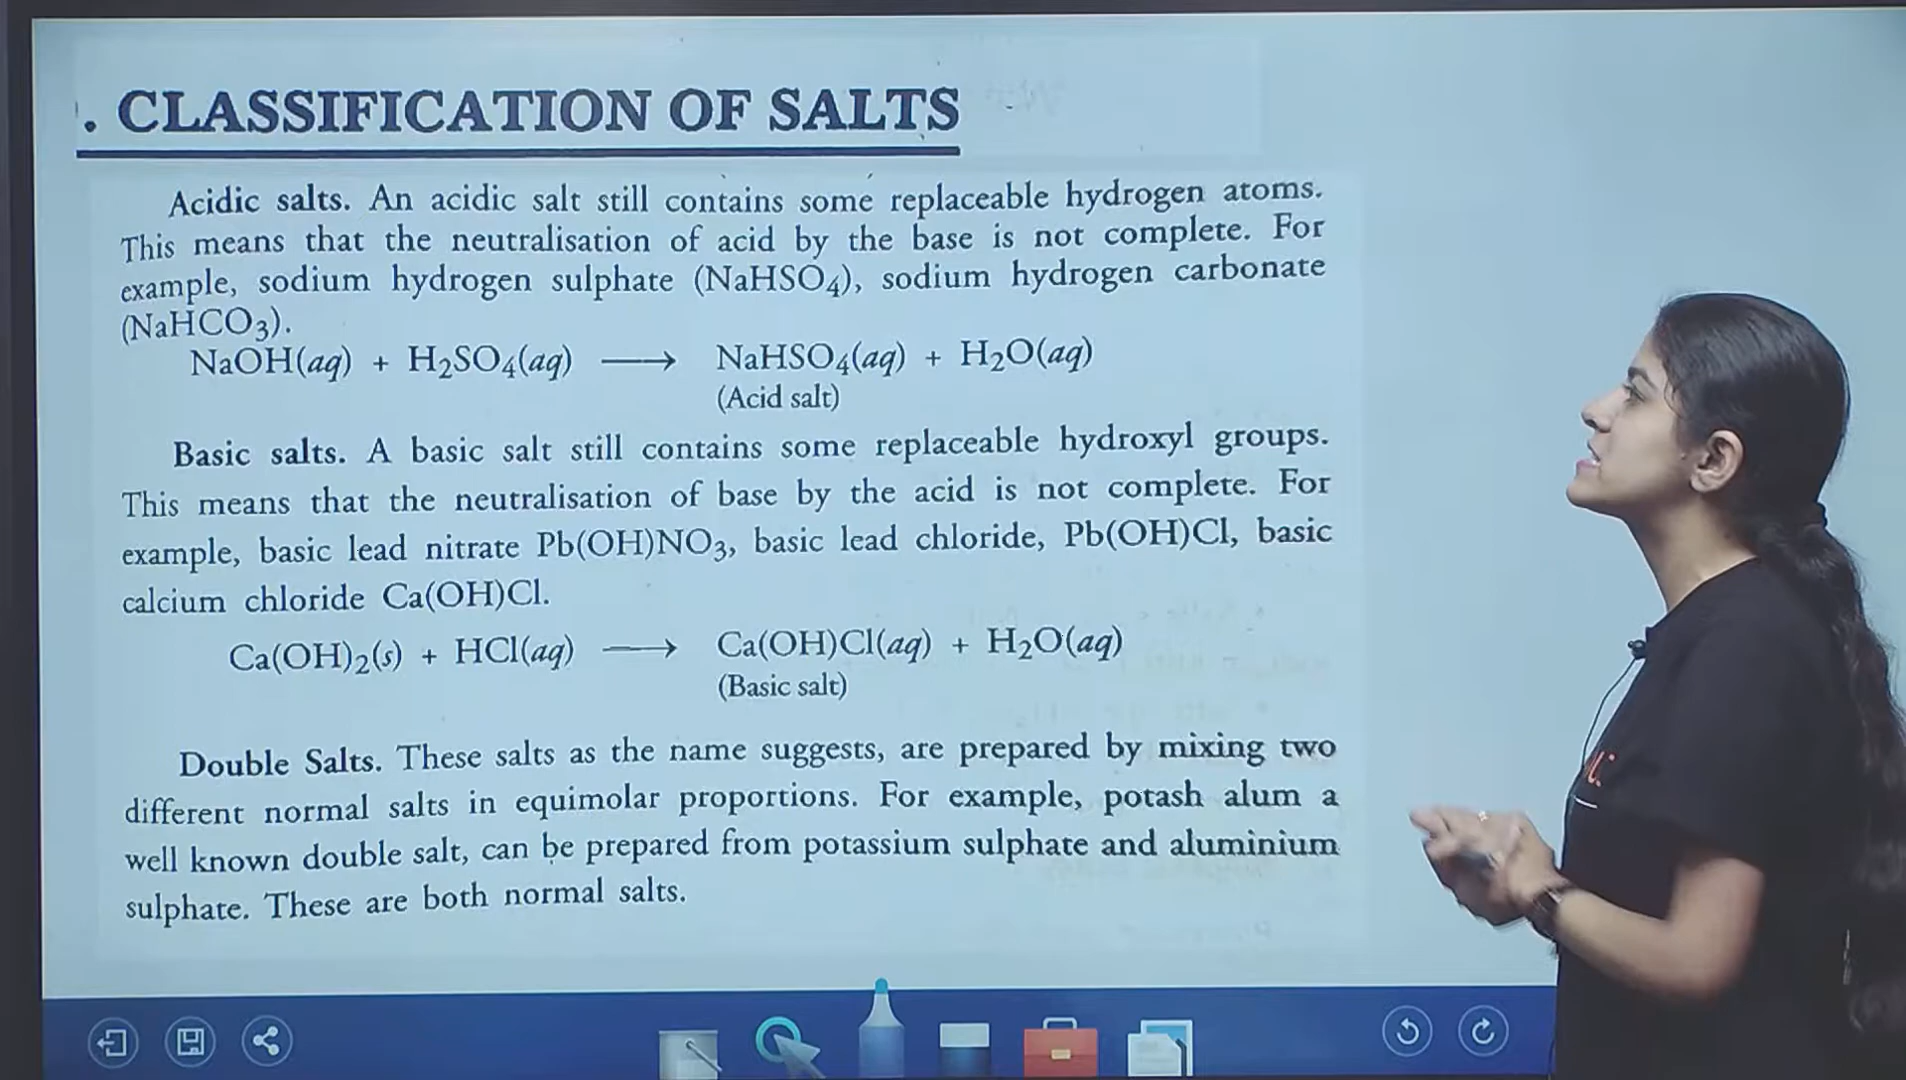 . CLASSIFICATION OF SALTS
Acidic salts. An acidic salt still contains some replaceable hydrogen atoms.
This means that the neutralisation of acid by the base is not complete. For
example, sodium hydrogen sulphate (NaHSO₄), sodium hydrogen carbonate
(NaHCO₃).
NaOH(aq) + H₂SO₄(aq) ⟶ NaHSO₄(aq) + H₂O(aq)
(Acid salt)
Basic salts. A basic salt still contains some replaceable hydroxyl groups.
This means that the neutralisation of base by the acid is not complete. For
example, basic lead nitrate Pb(OH)NO₃, basic lead chloride, Pb(OH)Cl, basic
calcium chloride Ca(OH)Cl.
Ca(OH)₂(s) + HCl(aq) ⟶ Ca(OH)Cl(aq) + H₂O(aq)
(Basic salt)
Double Salts. These salts as the name suggests, are prepared by mixing two
different normal salts in equimolar proportions. For example, potash alum a
well known double salt, can be prepared from potassium sulphate and aluminium
sulphate. These are both normal salts.